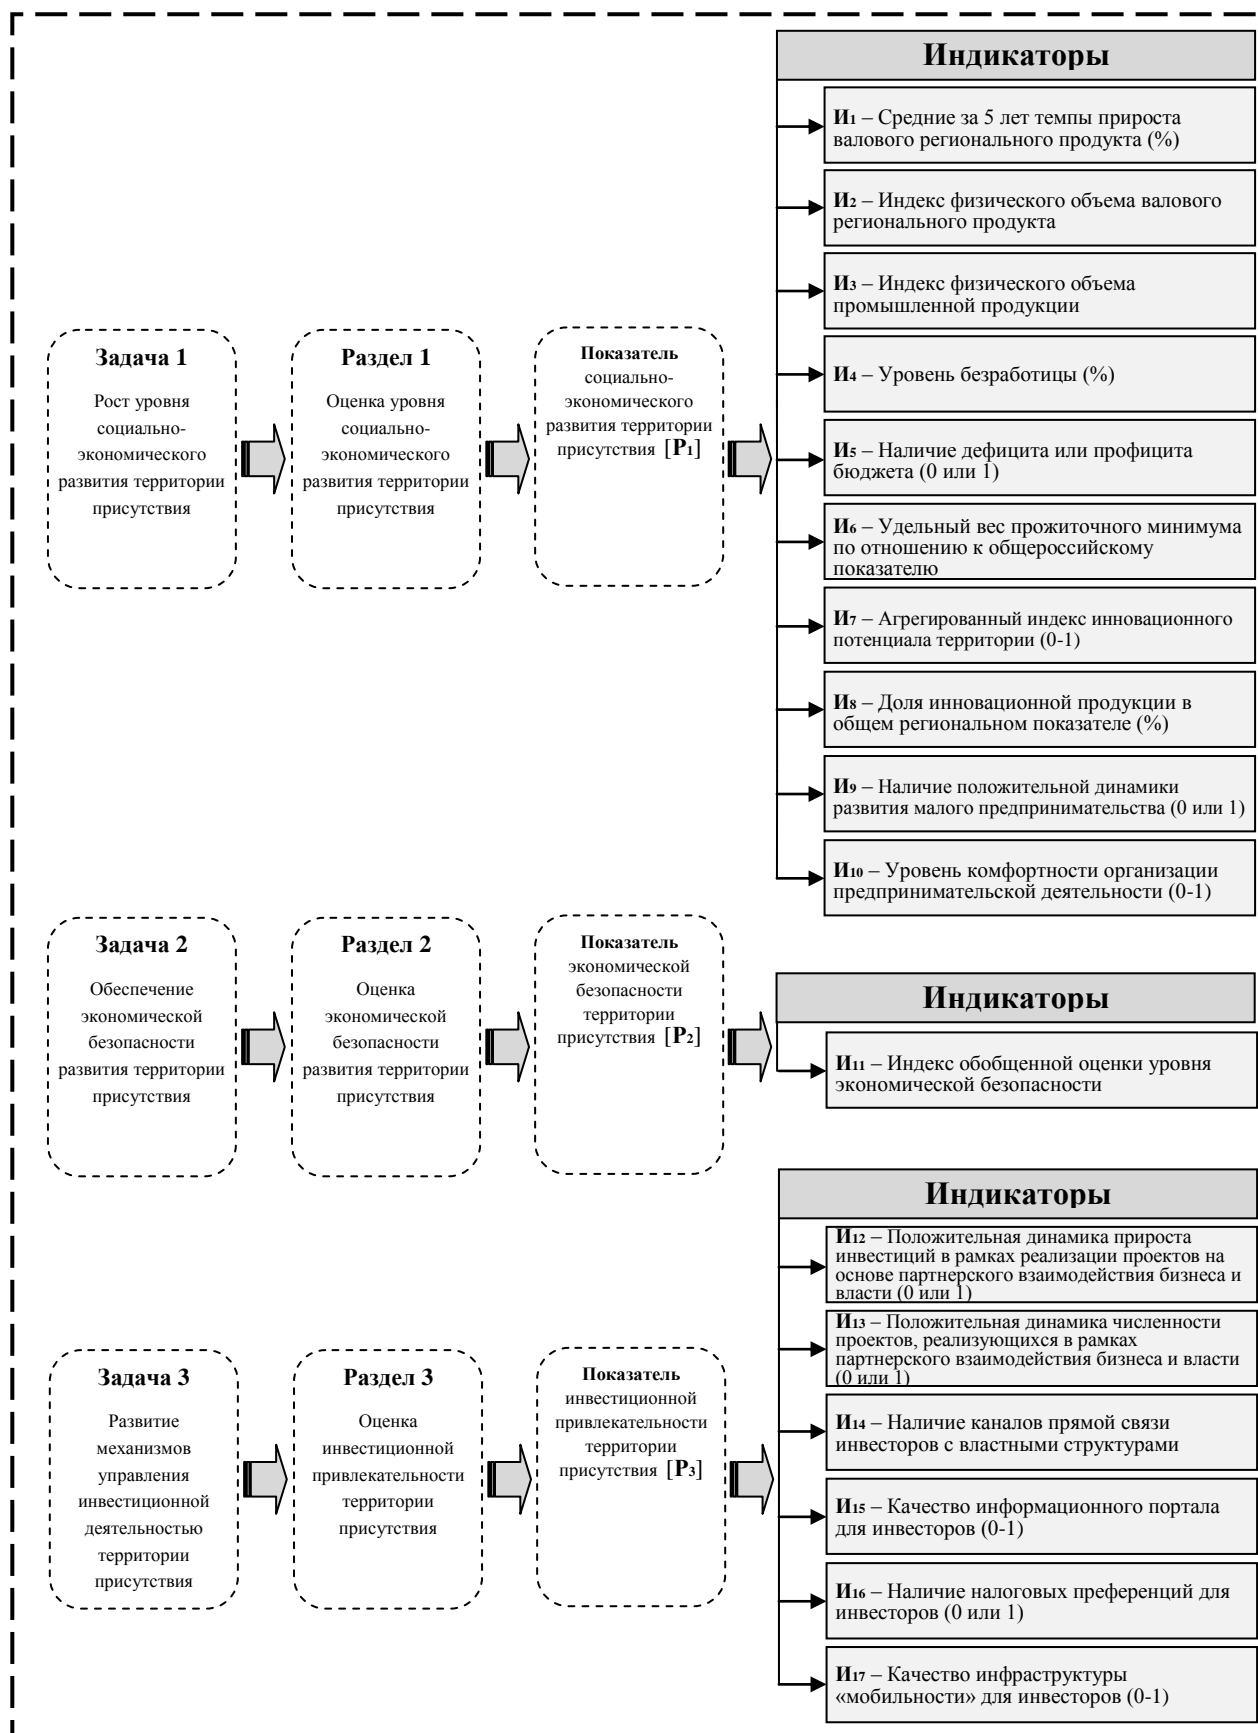 Индикаторы
И1 – Средние за 5 лет темпы прироста
валового регионального продукта (%)
И2 – Индекс физического объема валового
регионального продукта
И3 – Индекс физического объема
промышленной продукции
Задача 1
Рост уровня
социально-
экономического
развития территории
присутствия
Раздел 1
Оценка уровня
социально-
экономического
развития территории
присутствия
Показатель
социально-
экономического
развития территории
присутствия [P1]
И4 – Уровень безработицы (%)
И5 – Наличие дефицита или профицита
бюджета (0 или 1)
И6 – Удельный вес прожиточного минимума
по отношению к общероссийскому
показателю
И7 – Агрегированный индекс инновационного
потенциала территории (0-1)
И8 – Доля инновационной продукции в
общем региональном показателе (%)
И9 – Наличие положительной динамики
развития малого предпринимательства (0 или 1)
И10 – Уровень комфортности организации
предпринимательской деятельности (0-1)
Задача 2
Обеспечение
экономической
безопасности
развития территории
присутствия
Раздел 2
Оценка
экономической
безопасности
развития территории
присутствия
Показатель
экономической
безопасности
территории
присутствия [P2]
Индикаторы
И11 – Индекс обобщенной оценки уровня
экономической безопасности
Индикаторы
И12 – Положительная динамика прироста
инвестиций в рамках реализации проектов на
основе партнерского взаимодействия бизнеса и
власти (0 или 1)
И13 – Положительная динамика численности
проектов, реализующихся в рамках
партнерского взаимодействия бизнеса и власти
(0 или 1)
Задача 3
Развитие
механизмов
управления
инвестиционной
деятельностью
территории
присутствия
Раздел 3
Оценка
инвестиционной
привлекательности
территории
присутствия
Показатель
инвестиционной
привлекательности
территории
присутствия [P3]
И14 – Наличие каналов прямой связи
инвесторов с властными структурами
И15 – Качество информационного портала
для инвесторов (0-1)
И16 – Наличие налоговых преференций для
инвесторов (0 или 1)
И17 – Качество инфраструктуры
«мобильности» для инвесторов (0-1)